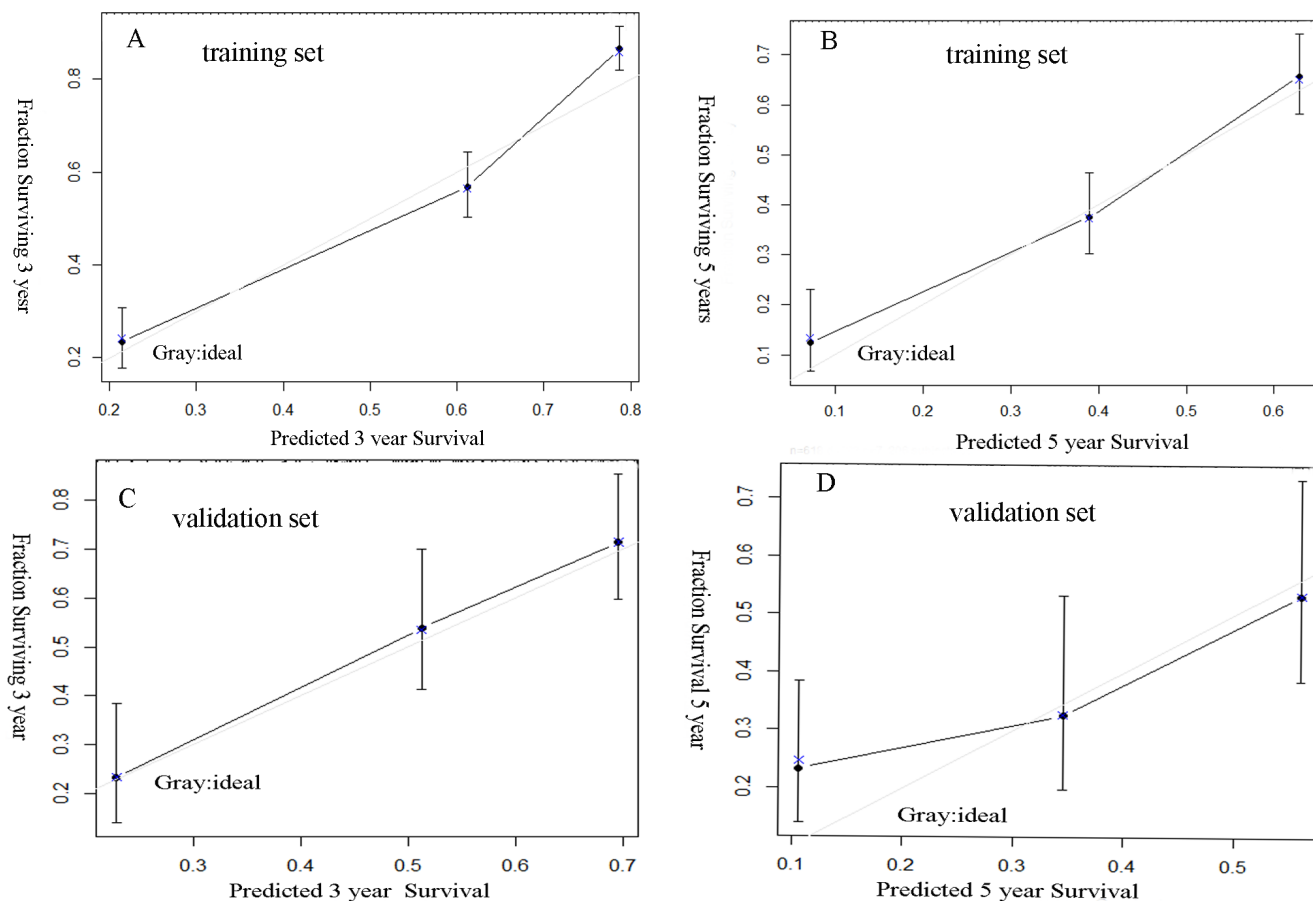 A
training set
Fraction Surviving 3 yesr
0.8
0.6
0.4
0.2
Gray:ideal
0.2 0.3 0.4 0.5 0.6 0.7 0.8
Predicted 3 year Survival
B
training set
Fraction Surviving 5 years
0.7
0.6
0.5
0.4
0.3
0.2
0.1
Gray:ideal
0.1 0.2 0.3 0.4 0.5 0.6
Predicted 5 year Survival
C
validation set
Fraction Surviving 3 year
0.8
0.7
0.6
0.5
0.4
0.3
0.2
Gray:ideal
0.3 0.4 0.5 0.6 0.7
Predicted 3 year Survival
D
validation set
Fraction Survival 5 year
0.7
0.6
0.5
0.4
0.3
0.2
Gray:ideal
0.1 0.2 0.3 0.4 0.5
Predicted 5 year Survival